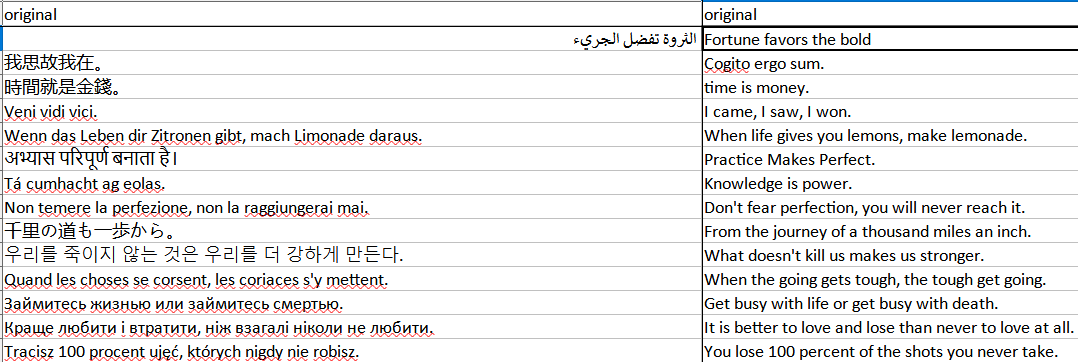 original original
الثروة تفضل الجريء Fortune favors the bold
我思故我在。 Cogito ergo sum.
時間就是金錢。 time is money.
Veni vidi vici. I came, I saw, I won.
Wenn das Leben dir Zitronen gibt, mach Limonade daraus. When life gives you lemons, make lemonade.
अभ्यास परिपूर्ण बनाता है। Practice Makes Perfect.
Tá cumhacht ag eolas. Knowledge is power.
Non temere la perfezione, non la raggiungerai mai. Don't fear perfection, you will never reach it.
千里の道も一歩から。 From the journey of a thousand miles an inch.
우리를 죽이지 않는 것은 우리를 더 강하게 만든다. What doesn't kill us makes us stronger.
Quand les choses se corsent, les coriaces s'y mettent. When the going gets tough, the tough get going.
Займитесь жизнью или займитесь смертью. Get busy with life or get busy with death.
Краще любити і втратити, ніж взагалі ніколи не любити. It is better to love and lose than never to love at all.
Tracisz 100 procent ujęć, których nigdy nie robisz. You lose 100 percent of the shots you never take.